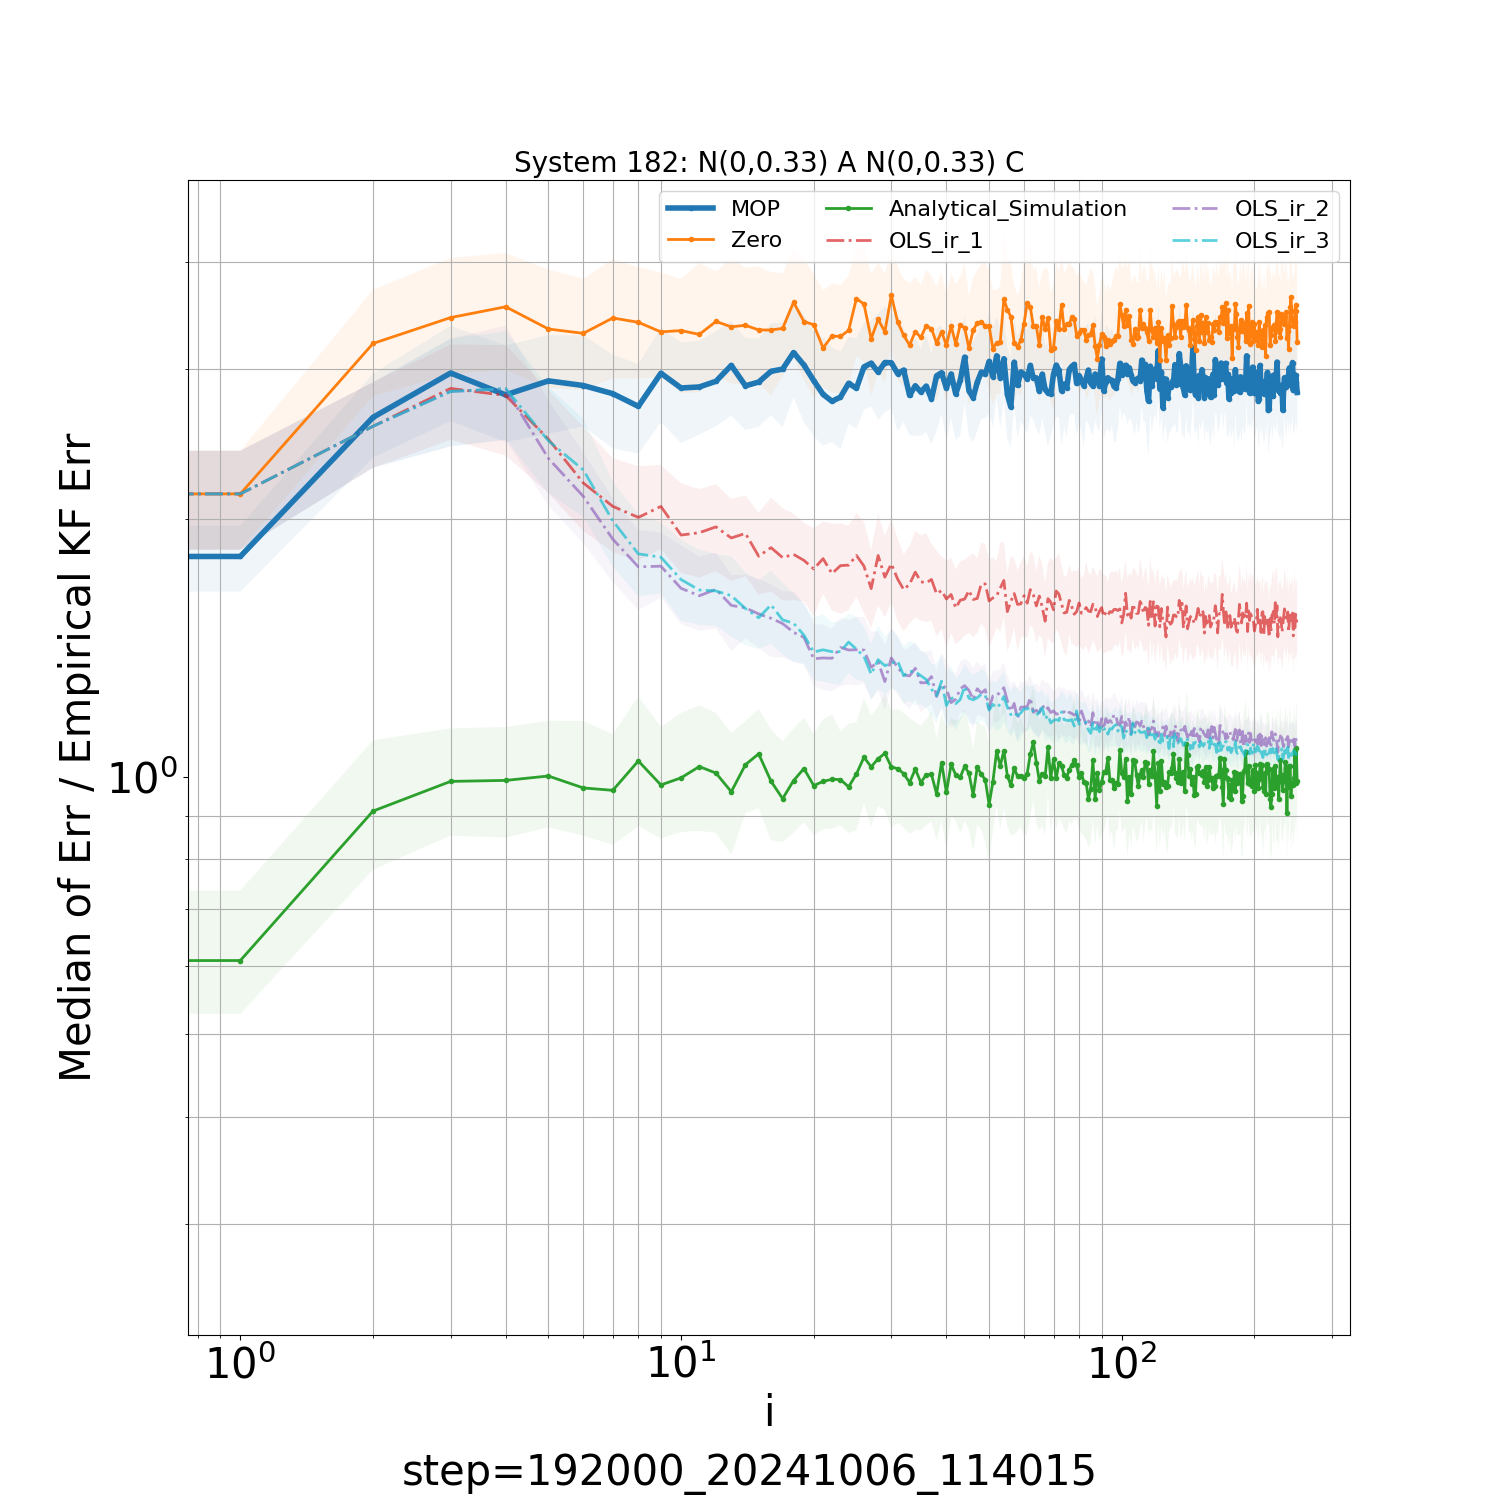 System 182: N(0,0.33) A N(0,0.33) C
MOP
Zero
Analytical_Simulation
OLS_ir_1
OLS_ir_2
OLS_ir_3
Median of Err / Empirical KF Err
10⁰
10⁰ 10¹ 10²
i
step=192000_20241006_114015